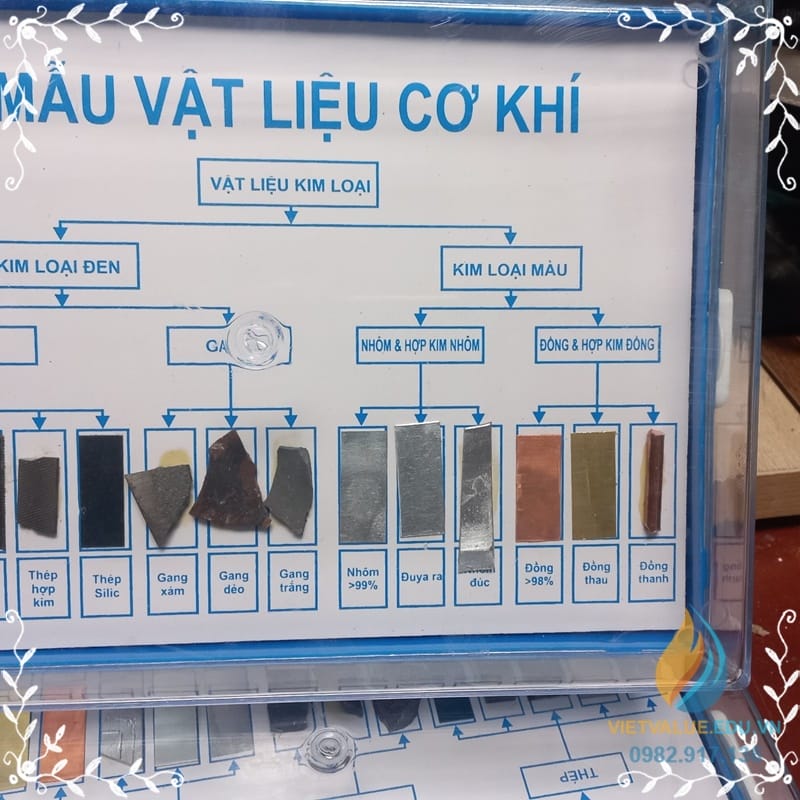 MẪU VẬT LIỆU CƠ KHÍ
VẬT LIỆU KIM LOẠI
KIM LOẠI ĐEN
KIM LOẠI MÀU
NHÔM & HỢP KIM NHÔM
ĐỒNG & HỢP KIM ĐỒNG
Thép
hợp
kim
Thép
Silic
Gang
xám
Gang
dẻo
Gang
trắng
Nhôm
>99%
Đuya ra
đúc
Đồng
>98%
Đồng
thau
Đồng
thanh
VIETVALUE.EDU.VN
THÉP